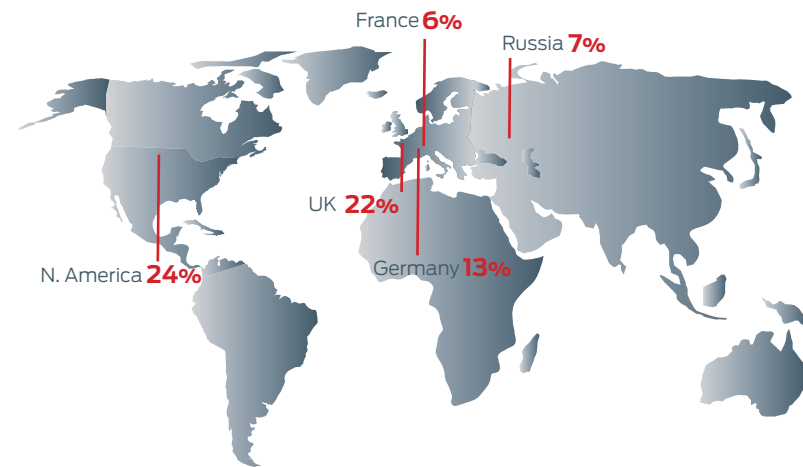 France 6%
Russia 7%
UK 22%
Germany 13%
N. America 24%